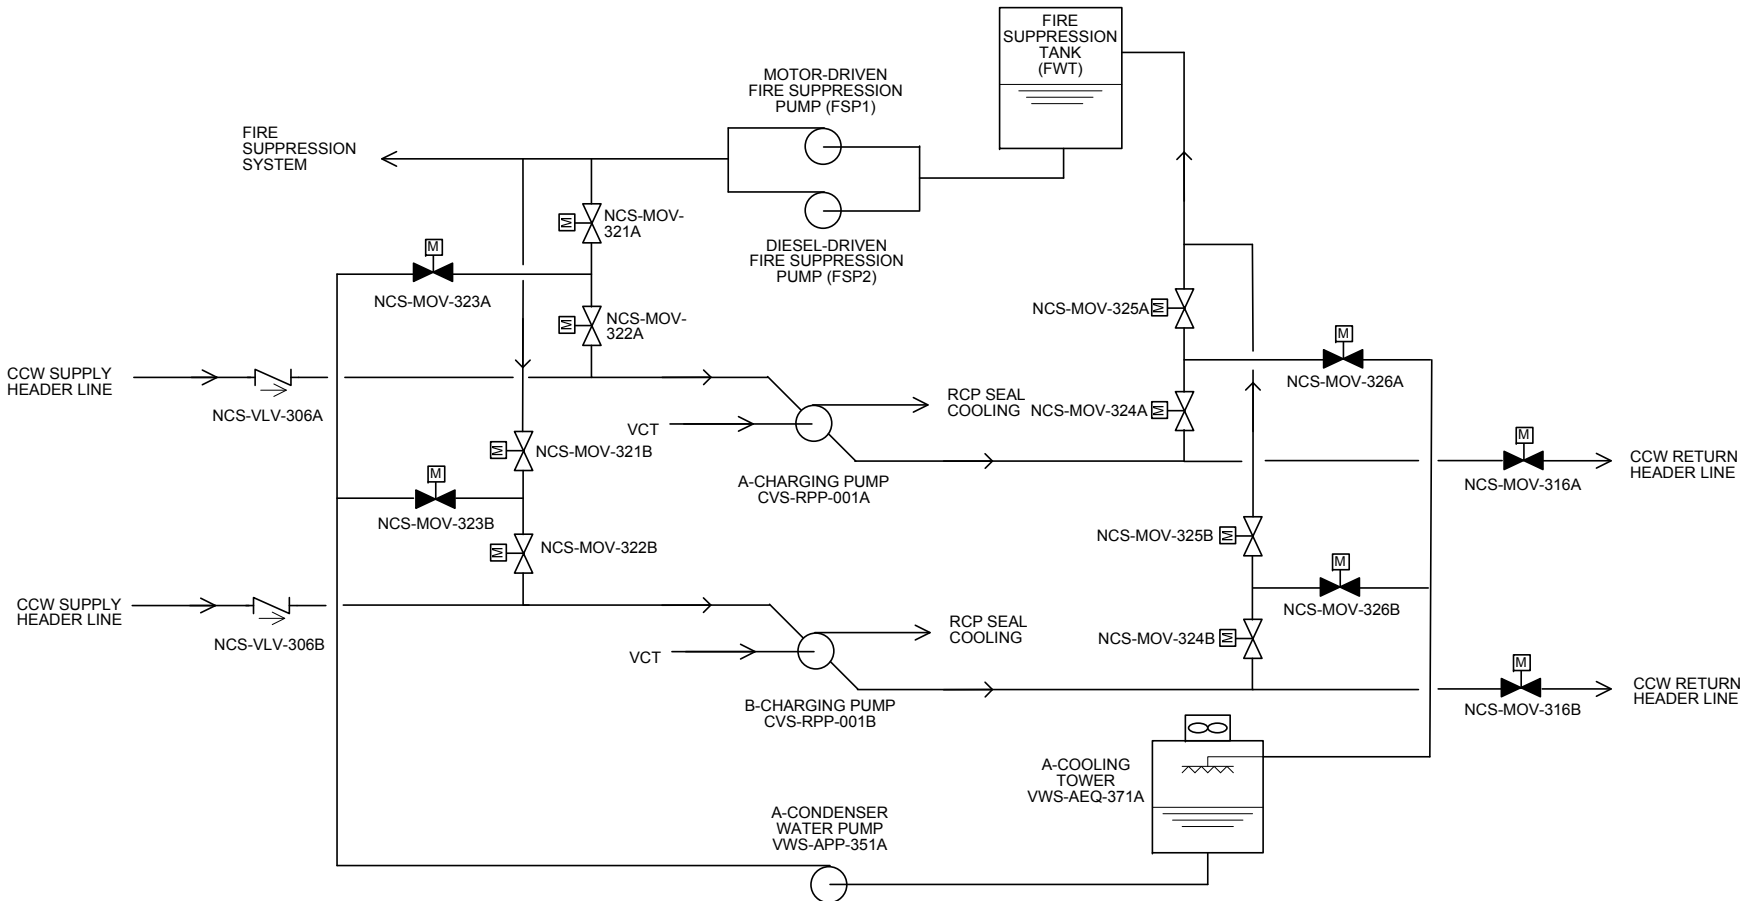 FIRE
SUPPRESSION
TANK
(FWT)
MOTOR-DRIVEN
FIRE SUPPRESSION
PUMP (FSP1)
FIRE
SUPPRESSION
SYSTEM
M
NCS-MOV-
321A
DIESEL-DRIVEN
FIRE SUPPRESSION
PUMP (FSP2)
M
NCS-MOV-323A
M
NCS-MOV-
322A
M
NCS-MOV-325A
M
NCS-MOV-326A
CCW SUPPLY
HEADER LINE
NCS-VLV-306A
RCP SEAL
COOLING
M
NCS-MOV-324A
VCT
A-CHARGING PUMP
CVS-RPP-001A
M
NCS-MOV-316A
CCW RETURN
HEADER LINE
M
NCS-MOV-321B
M
NCS-MOV-323B
M
NCS-MOV-322B
M
NCS-MOV-325B
M
NCS-MOV-326B
CCW SUPPLY
HEADER LINE
NCS-VLV-306B
RCP SEAL
COOLING
M
NCS-MOV-324B
VCT
B-CHARGING PUMP
CVS-RPP-001B
M
NCS-MOV-316B
CCW RETURN
HEADER LINE
A-COOLING
TOWER
VWS-AEQ-371A
A-CONDENSER
WATER PUMP
VWS-APP-351A